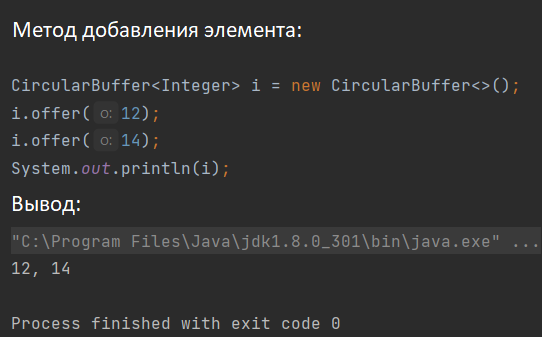 Метод добавления элемента:
CircularBuffer<Integer> i = new CircularBuffer<>();
i.offer( o: 12);
i.offer( o: 14);
System.out.println(i);
Вывод:
"C:\Program Files\Java\jdk1.8.0_301\bin\java.exe" ...
12, 14
Process finished with exit code 0